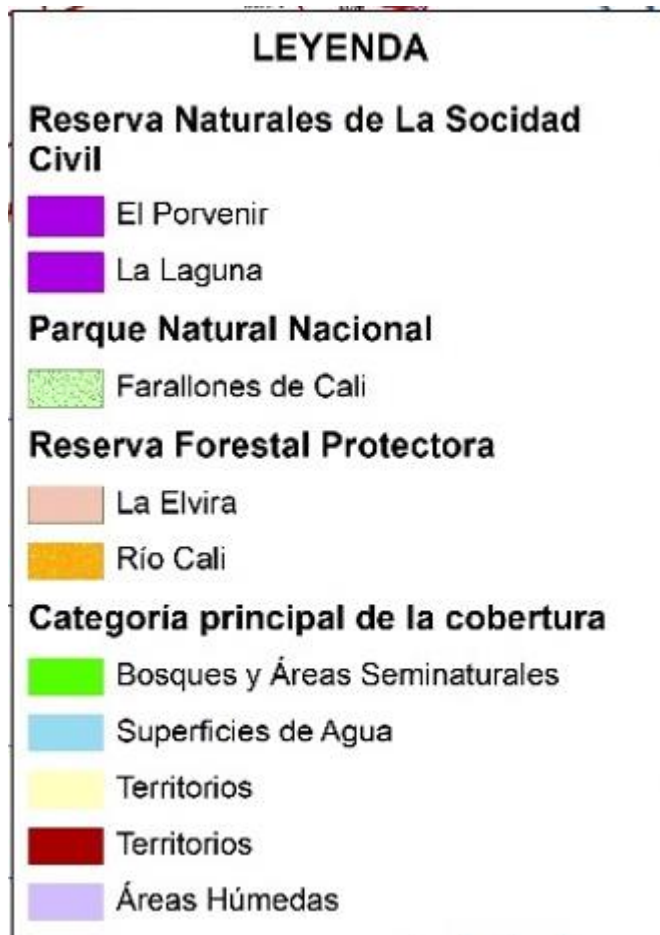 LEYENDA
Reserva Naturales de La Socidad
Civil
El Porvenir
La Laguna
Parque Natural Nacional
Farallones de Cali
Reserva Forestal Protectora
La Elvira
Río Cali
Categoría principal de la cobertura
Bosques y Áreas Seminaturales
Superficies de Agua
Territorios
Territorios
Áreas Húmedas